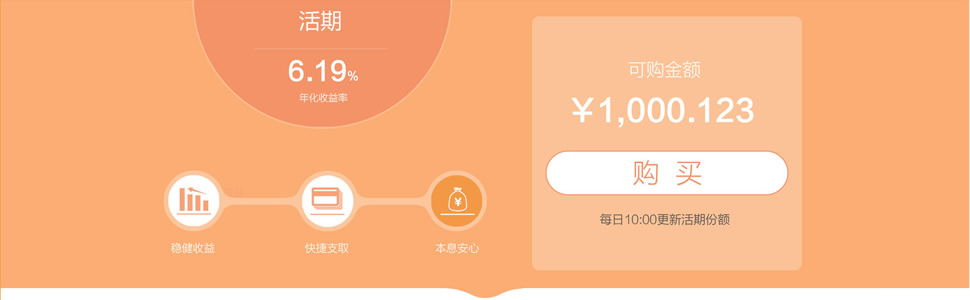 活期
6.19%
年化收益率
稳健收益
快捷支取
¥
本息安心
可购金额
￥1,000.123
购 买
每日10:00更新活期份额